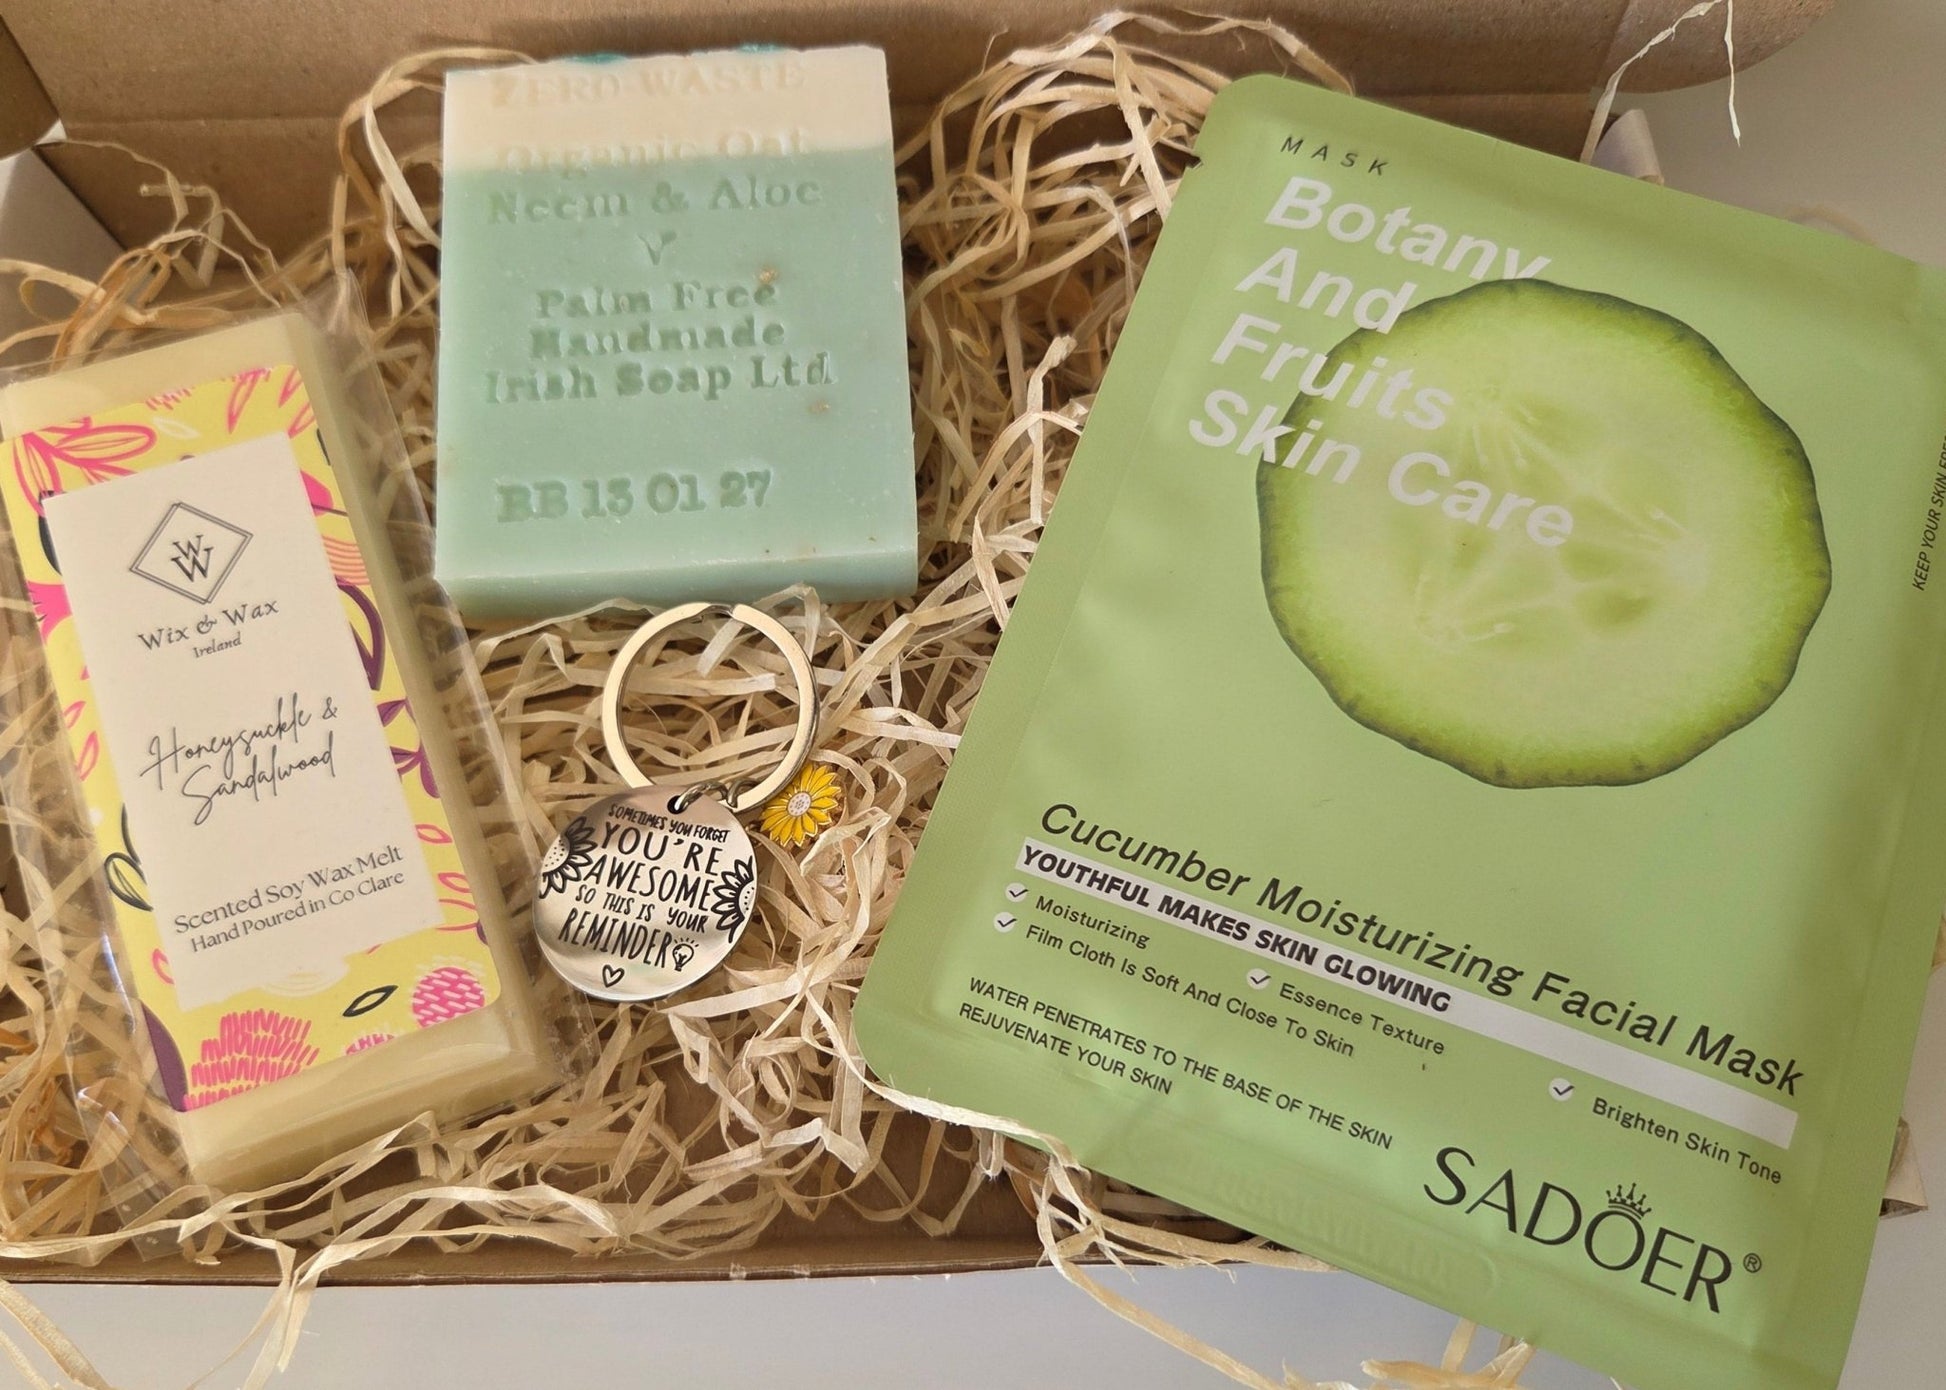 ZERO-WASTE
Organic Oat
Neem & Aloe
Palm Free
Handmade
Irish Soap Ltd
BB 13 01 27
W W
Wix & Wax
Ireland
Honeysuckle &
Sandalwood
Scented Soy Wax Melt
Hand Poured in Co Clare
SOMETIMES YOU FORGET
YOU'RE
AWESOME
SO THIS IS YOUR
REMINDER
MASK
Botany
And
Fruits
Skin Care
KEEP YOUR SKIN
Cucumber Moisturizing Facial Mask
YOUTHFUL MAKES SKIN GLOWING
Moisturizing
Essence Texture
Brighten Skin Tone
Film Cloth Is Soft And Close To Skin
WATER PENETRATES TO THE BASE OF THE SKIN
REJUVENATE YOUR SKIN
SADOER®